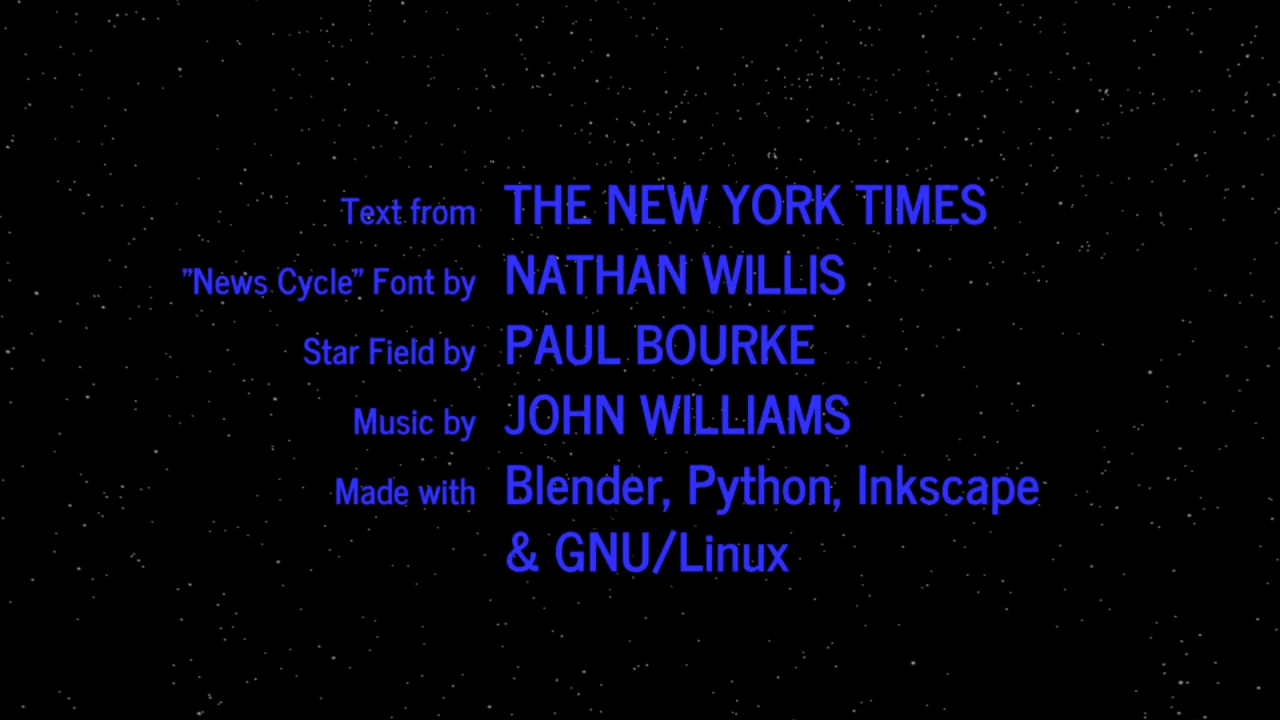 Text from THE NEW YORK TIMES
"News Cycle" Font by NATHAN WILLIS
Star Field by PAUL BOURKE
Music by JOHN WILLIAMS
Made with Blender, Python, Inkscape
& GNU/Linux